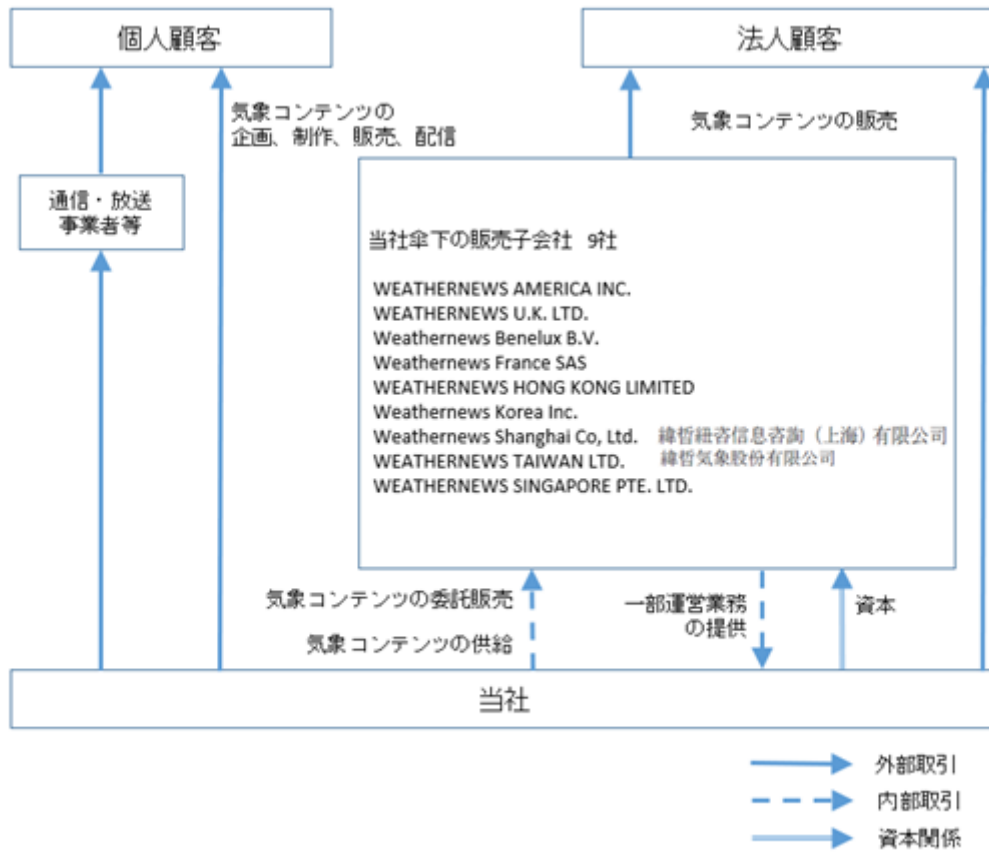 個人顧客
法人顧客
気象コンテンツの
企画、制作、販売、配信
気象コンテンツの販売
通信・放送
事業者等
当社傘下の販売子会社 9社
WEATHERNEWS AMERICA INC.
WEATHERNEWS U.K. LTD.
Weathernews Benelux B.V.
Weathernews France SAS
WEATHERNEWS HONG KONG LIMITED
Weathernews Korea Inc.
Weathernews Shanghai Co, Ltd. 緯哲紐咨信息咨詢（上海）有限公司
WEATHERNEWS TAIWAN LTD. 緯哲気象股份有限公司
WEATHERNEWS SINGAPORE PTE. LTD.
気象コンテンツの委託販売
気象コンテンツの供給
一部運営業務
の提供
資本
当社
外部取引
内部取引
資本関係